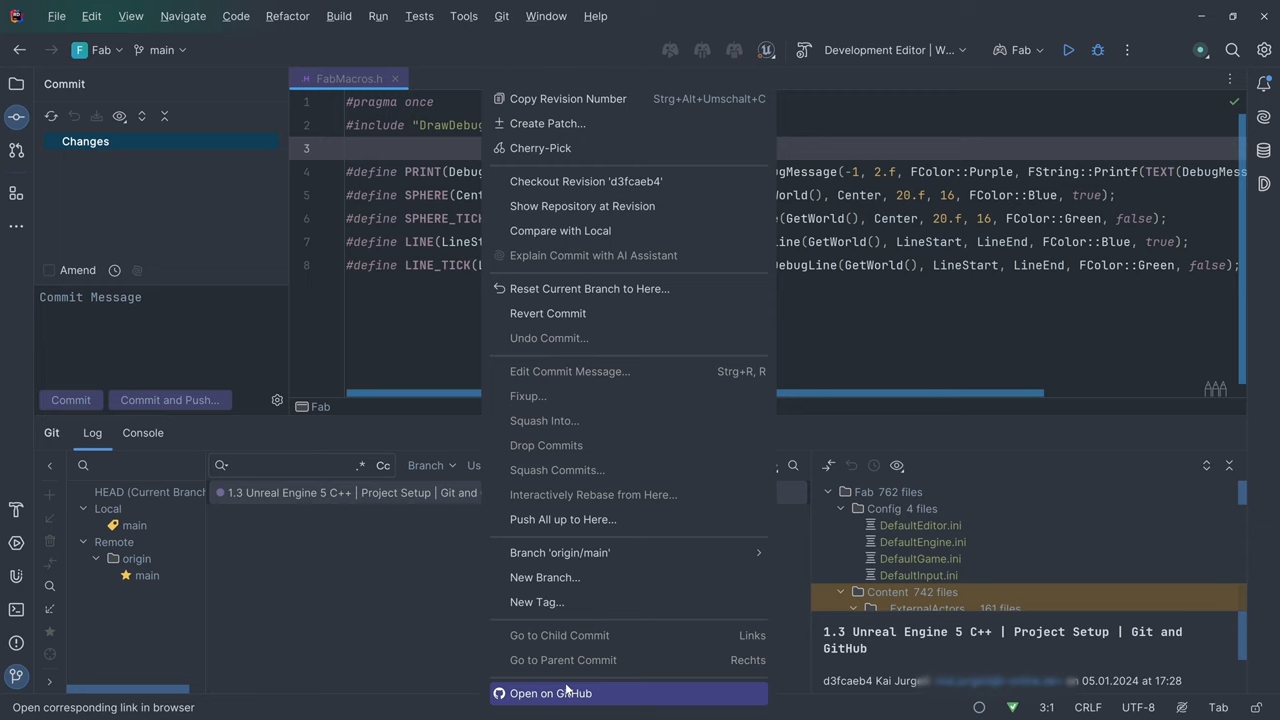 File Edit View Navigate Code Refactor Build Run Tests Tools Git Window Help
F Fab main Development Editor | W... Fab
Commit
Changes
Amend
Commit Message
Commit Commit and Push...
H FabMacros.h
1 #pragma once
2 #include "DrawDebug
3
4 #define PRINT(Debu gMessage(-1, 2.f, FColor::Purple, FString::Printf(TEXT(DebugMess
5 #define SPHERE(Cent orld(), Center, 20.f, 16, FColor::Blue, true);
6 #define SPHERE_TICK (GetWorld(), Center, 20.f, 16, FColor::Green, false);
7 #define LINE(LineSt ine(GetWorld(), LineStart, LineEnd, FColor::Blue, true);
8 #define LINE_TICK(L ebugLine(GetWorld(), LineStart, LineEnd, FColor::Green, false);
Fab
Copy Revision Number Strg+Alt+Umschalt+C
Create Patch...
Cherry-Pick
Checkout Revision 'd3fcaeb4'
Show Repository at Revision
Compare with Local
Explain Commit with AI Assistant
Reset Current Branch to Here...
Revert Commit
Undo Commit...
Edit Commit Message... Strg+R, R
Fixup...
Squash Into...
Drop Commits
Squash Commits...
Interactively Rebase from Here...
Push All up to Here...
Branch 'origin/main'
New Branch...
New Tag...
Go to Child Commit Links
Go to Parent Commit Rechts
Open on GitHub
Git Log Console
.* Cc Branch Us
HEAD (Current Branch
Local
main
Remote
origin
main
1.3 Unreal Engine 5 C++ | Project Setup | Git and
Fab 762 files
Config 4 files
DefaultEditor.ini
DefaultEngine.ini
DefaultGame.ini
DefaultInput.ini
Content 742 files
ExternalActors 161 files
1.3 Unreal Engine 5 C++ | Project Setup | Git and
GitHub
d3fcaeb4 Kai Jurge on 05.01.2024 at 17:28
Open corresponding link in browser
3:1 CRLF UTF-8 Tab